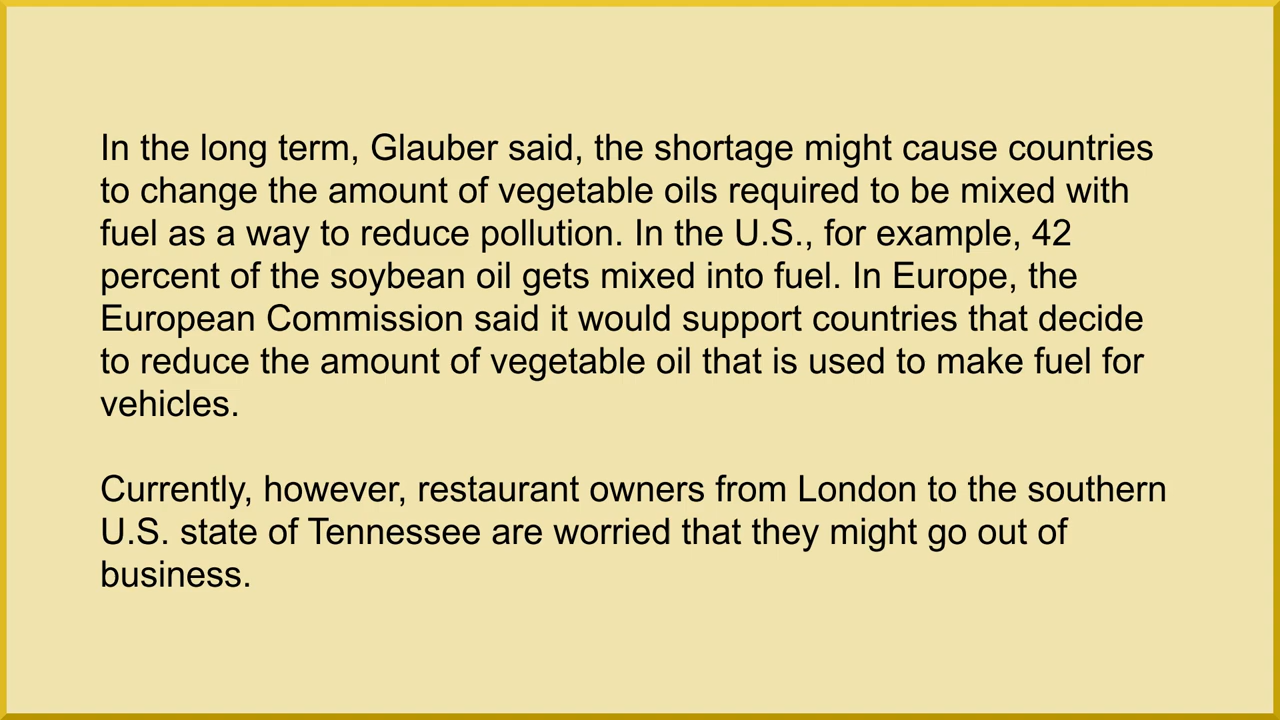 In the long term, Glauber said, the shortage might cause countries
to change the amount of vegetable oils required to be mixed with
fuel as a way to reduce pollution. In the U.S., for example, 42
percent of the soybean oil gets mixed into fuel. In Europe, the
European Commission said it would support countries that decide
to reduce the amount of vegetable oil that is used to make fuel for
vehicles.
Currently, however, restaurant owners from London to the southern
U.S. state of Tennessee are worried that they might go out of
business.